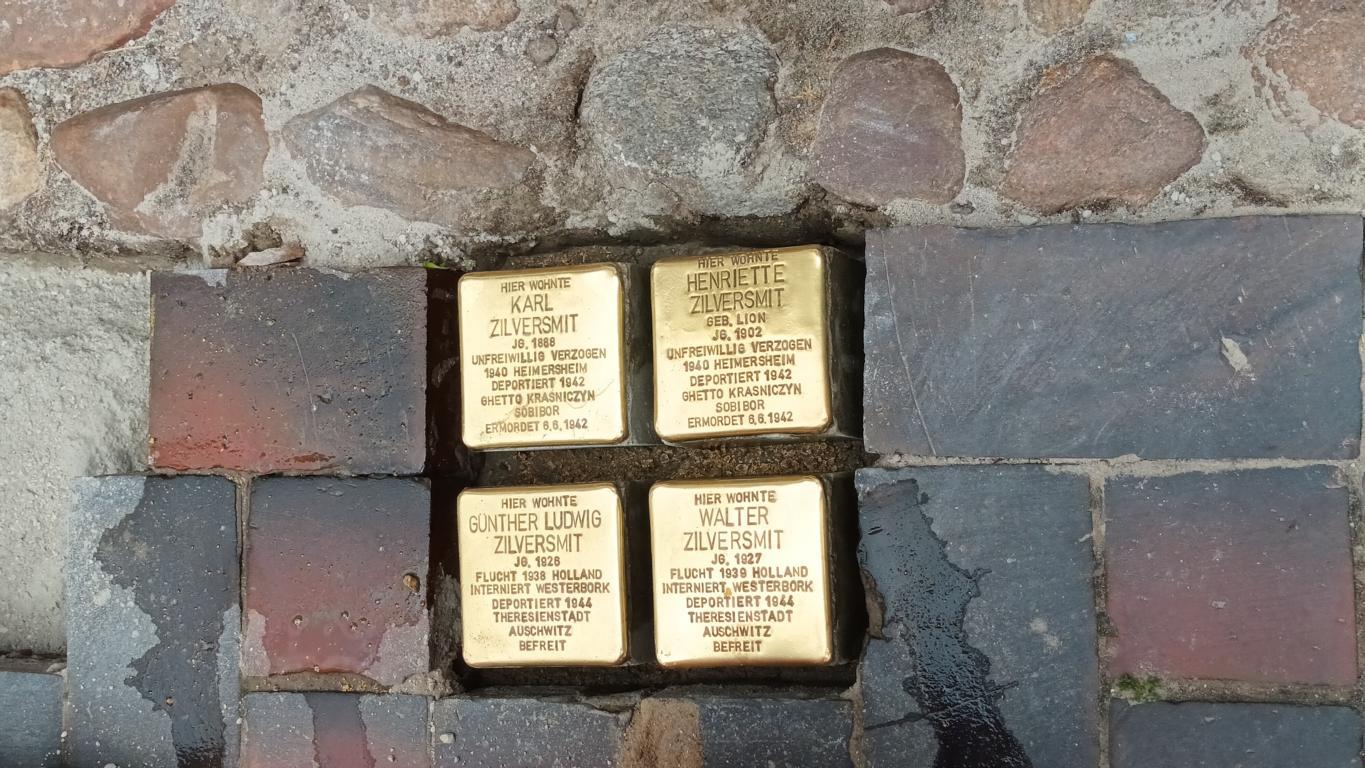 HIER WOHNTE
KARL
ZILVERSMIT
JG. 1888
UNFREIWILLIG VERZOGEN
1940 HEIMERSHEIM
DEPORTIERT 1942
GHETTO KRAŚNICZYN
SOBIBOR
ERMORDET 6.6.1942
HIER WOHNTE
HENRIETTE
ZILVERSMIT
GEB. LION
JG. 1902
UNFREIWILLIG VERZOGEN
1940 HEIMERSHEIM
DEPORTIERT 1942
GHETTO KRAŚNICZYN
SOBIBOR
ERMORDET 6.6.1942
HIER WOHNTE
GÜNTHER LUDWIG
ZILVERSMIT
JG. 1926
FLUCHT 1938 HOLLAND
INTERNIERT WESTERBORK
DEPORTIERT 1944
THERESIENSTADT
AUSCHWITZ
BEFREIT
HIER WOHNTE
WALTER
ZILVERSMIT
JG. 1927
FLUCHT 1939 HOLLAND
INTERNIERT WESTERBORK
DEPORTIERT 1944
THERESIENSTADT
AUSCHWITZ
BEFREIT